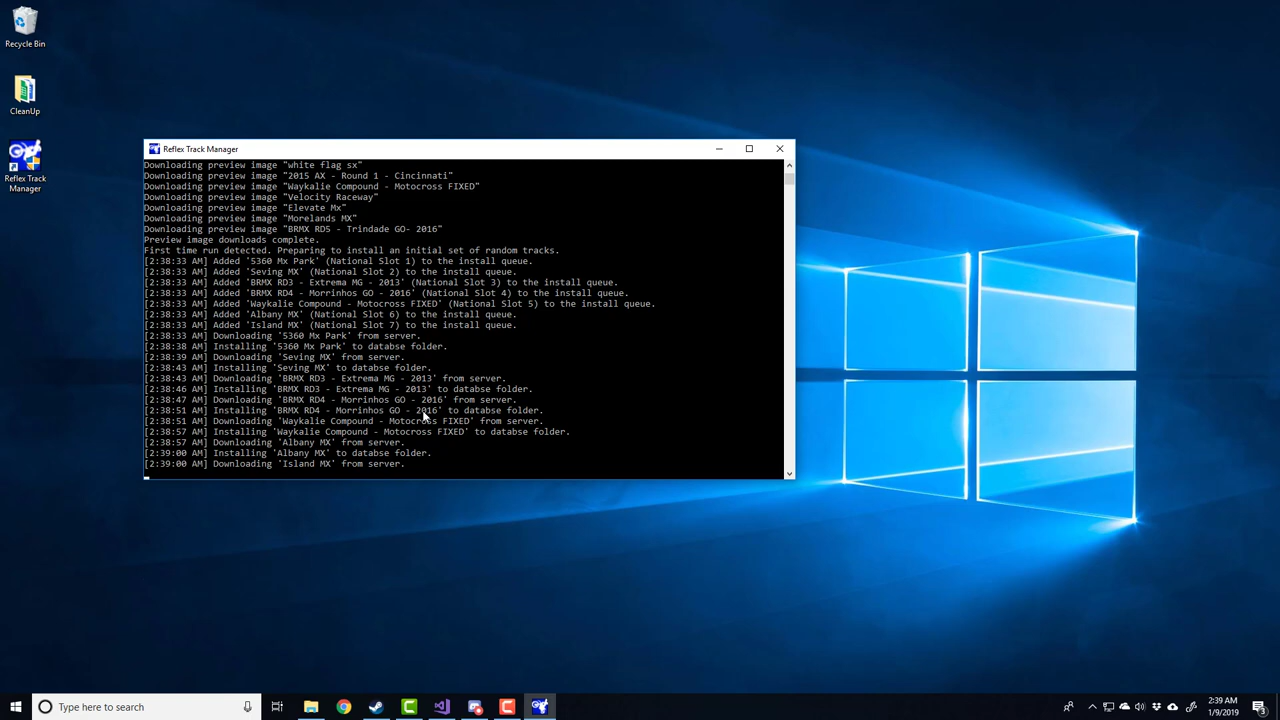 Recycle Bin
CleanUp
Reflex Track
Manager
Reflex Track Manager
Downloading preview image "white flag sx"
Downloading preview image "2015 AX - Round 1 - Cincinnati"
Downloading preview image "Waykalie Compound - Motocross FIXED"
Downloading preview image "Velocity Raceway"
Downloading preview image "Elevate Mx"
Downloading preview image "Morelands MX"
Downloading preview image "BRMX RD5 - Trindade GO- 2016"
Preview image downloads complete.
First time run detected. Preparing to install an initial set of random tracks.
[2:38:33 AM] Added '5360 Mx Park' (National Slot 1) to the install queue.
[2:38:33 AM] Added 'Seving MX' (National Slot 2) to the install queue.
[2:38:33 AM] Added 'BRMX RD3 - Extrema MG - 2013' (National Slot 3) to the install queue.
[2:38:33 AM] Added 'BRMX RD4 - Morrinhos GO - 2016' (National Slot 4) to the install queue.
[2:38:33 AM] Added 'Waykalie Compound - Motocross FIXED' (National Slot 5) to the install queue.
[2:38:33 AM] Added 'Albany MX' (National Slot 6) to the install queue.
[2:38:33 AM] Added 'Island MX' (National Slot 7) to the install queue.
[2:38:33 AM] Downloading '5360 Mx Park' from server.
[2:38:38 AM] Installing '5360 Mx Park' to databse folder.
[2:38:39 AM] Downloading 'Seving MX' from server.
[2:38:43 AM] Installing 'Seving MX' to databse folder.
[2:38:43 AM] Downloading 'BRMX RD3 - Extrema MG - 2013' from server.
[2:38:46 AM] Installing 'BRMX RD3 - Extrema MG - 2013' to databse folder.
[2:38:47 AM] Downloading 'BRMX RD4 - Morrinhos GO - 2016' from server.
[2:38:51 AM] Installing 'BRMX RD4 - Morrinhos GO - 2016' to databse folder.
[2:38:51 AM] Downloading 'Waykalie Compound - Motocross FIXED' from server.
[2:38:57 AM] Installing 'Waykalie Compound - Motocross FIXED' to databse folder.
[2:38:57 AM] Downloading 'Albany MX' from server.
[2:39:00 AM] Installing 'Albany MX' to databse folder.
[2:39:00 AM] Downloading 'Island MX' from server.
Type here to search
2:39 AM
1/9/2019